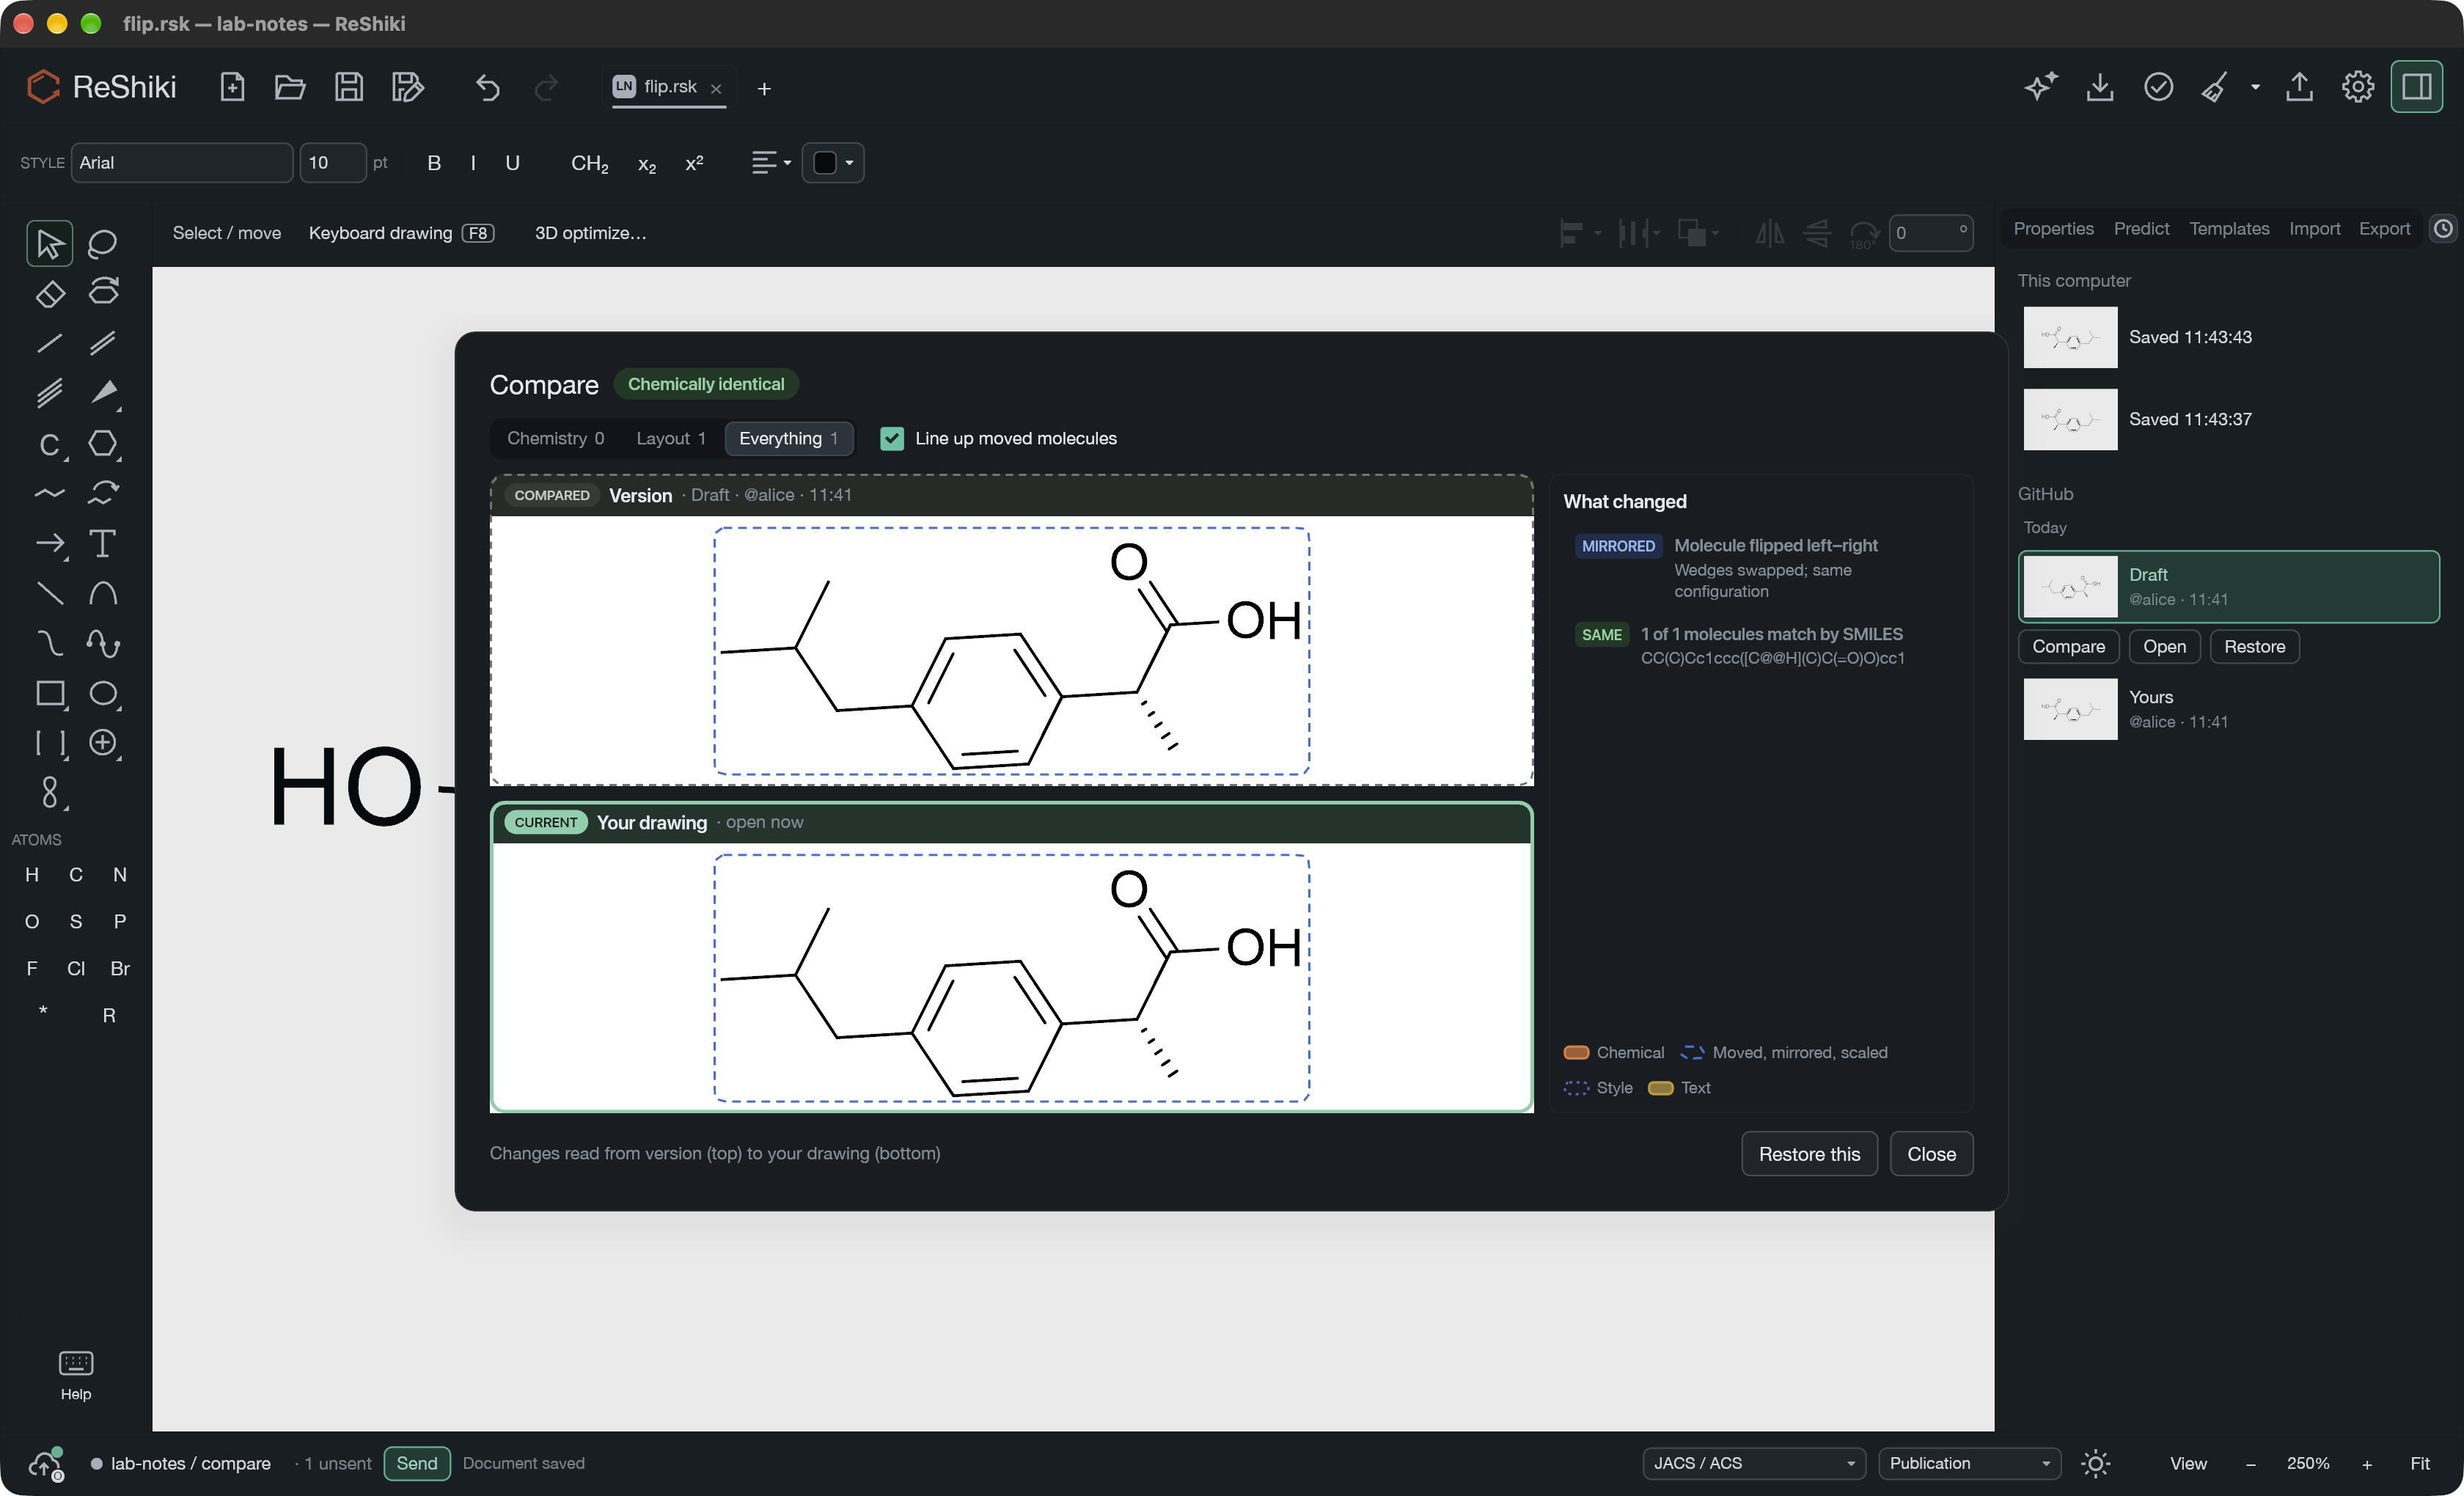 flip.rsk — lab-notes — ReShiki
ReShiki
LN flip.rsk × +
STYLE Arial 10 pt B I U CH₂ x₂ x²
Select / move Keyboard drawing F8 3D optimize…
180° 0 °
Properties Predict Templates Import Export
C
T
ATOMS
H C N
O S P
F Cl Br
* R
Help
HO
Compare Chemically identical
Chemistry 0 Layout 1 Everything 1 Line up moved molecules
COMPARED Version · Draft · @alice · 11:41
O
OH
CURRENT Your drawing · open now
O
OH
What changed
MIRRORED Molecule flipped left–right
Wedges swapped; same
configuration
SAME 1 of 1 molecules match by SMILES
CC(C)Cc1ccc([C@@H](C)C(=O)O)cc1
Chemical Moved, mirrored, scaled
Style Text
Changes read from version (top) to your drawing (bottom)
Restore this Close
This computer
Saved 11:43:43
Saved 11:43:37
GitHub
Today
Draft
@alice · 11:41
Compare Open Restore
Yours
@alice · 11:41
lab-notes / compare · 1 unsent Send Document saved
JACS / ACS Publication View − 250% + Fit